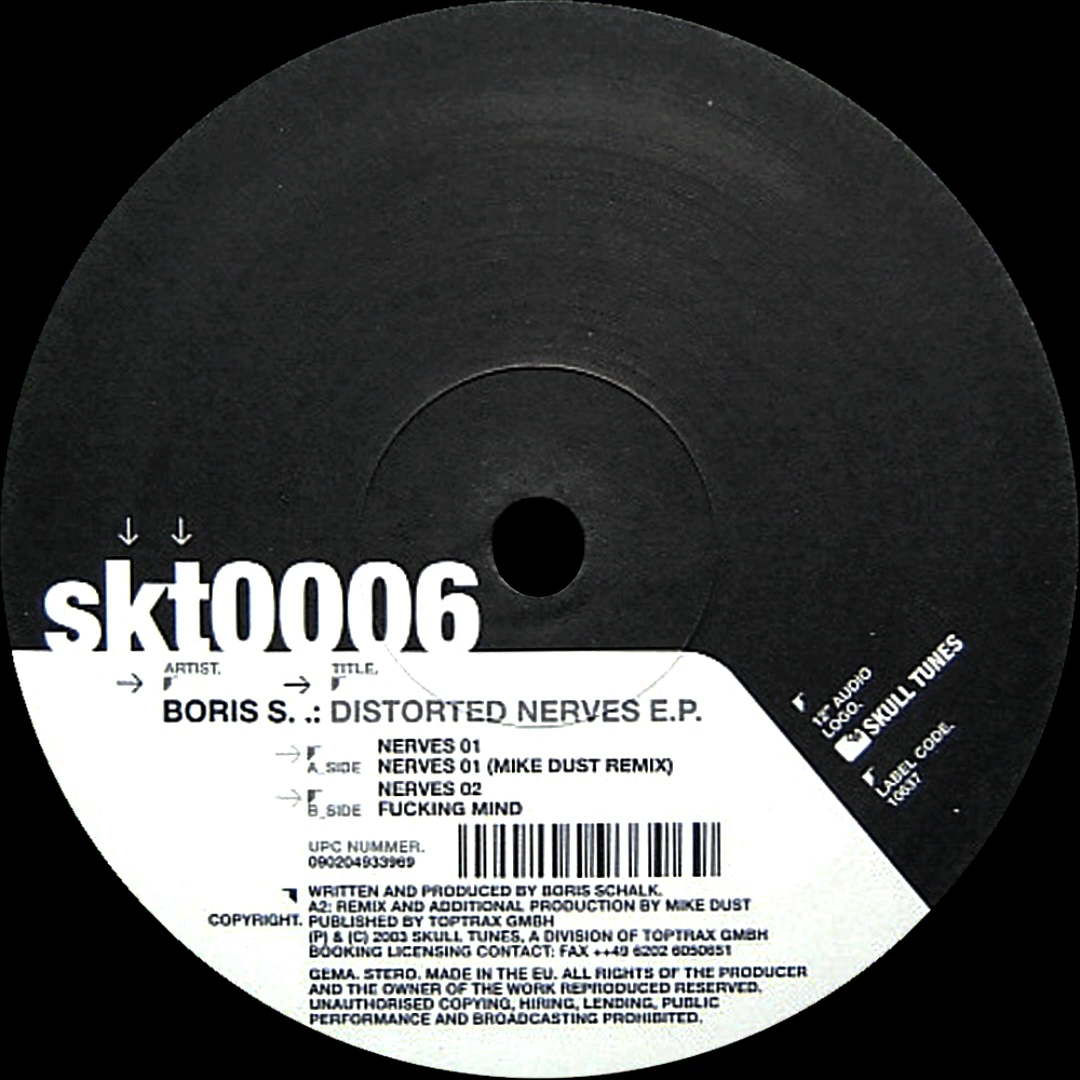 skt0006
ARTIST. TITLE.
BORIS S. .: DISTORTED NERVES E.P.
NERVES 01
A_SIDE NERVES 01 (MIKE DUST REMIX)
NERVES 02
B_SIDE FUCKING MIND
UPC NUMMER.
090204933969
WRITTEN AND PRODUCED BY BORIS SCHALK.
A2: REMIX AND ADDITIONAL PRODUCTION BY MIKE DUST
COPYRIGHT. PUBLISHED BY TOPTRAX GMBH
(P) & (C) 2003 SKULL TUNES, A DIVISION OF TOPTRAX GMBH
BOOKING LICENSING CONTACT: FAX ++49 6202 6050651
GEMA. STERO. MADE IN THE EU. ALL RIGHTS OF THE PRODUCER
AND THE OWNER OF THE WORK REPRODUCED RESERVED.
UNAUTHORISED COPYING, HIRING, LENDING, PUBLIC
PERFORMANCE AND BROADCASTING PROHIBITED.
12" AUDIO
LOGO.
SKULL TUNES
LABEL CODE.
10637